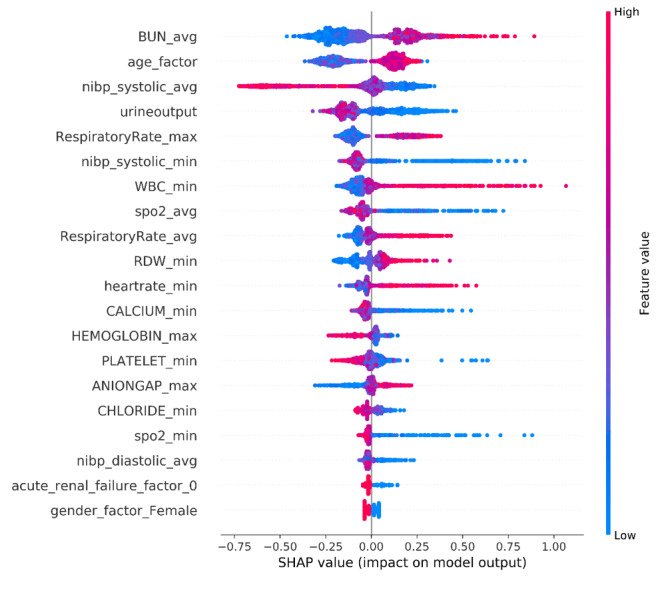 High
BUN_avg
age_factor
nibp_systolic_avg
urineoutput
RespiratoryRate_max
nibp_systolic_min
WBC_min
spo2_avg
RespiratoryRate_avg
RDW_min
heartrate_min
CALCIUM_min
HEMOGLOBIN_max
PLATELET_min
ANIONGAP_max
CHLORIDE_min
spo2_min
nibp_diastolic_avg
acute_renal_failure_factor_0
gender_factor_Female
Feature value
Low
−0.75 −0.50 −0.25 0.00 0.25 0.50 0.75 1.00
SHAP value (impact on model output)